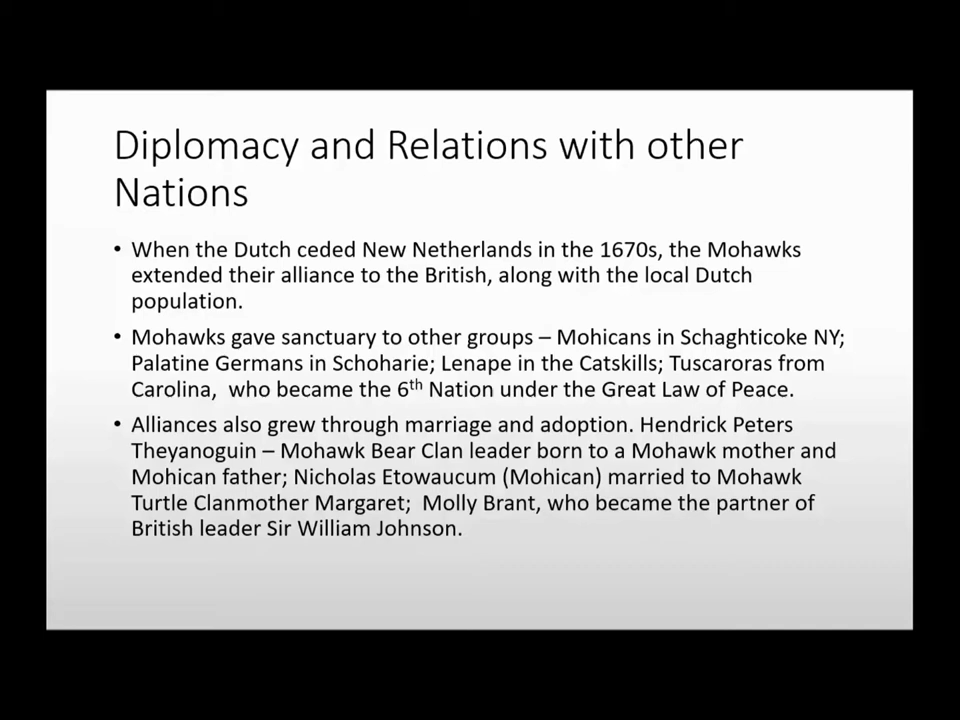 Diplomacy and Relations with other
Nations
• When the Dutch ceded New Netherlands in the 1670s, the Mohawks
extended their alliance to the British, along with the local Dutch
population.
• Mohawks gave sanctuary to other groups – Mohicans in Schaghticoke NY;
Palatine Germans in Schoharie; Lenape in the Catskills; Tuscaroras from
Carolina,  who became the 6th Nation under the Great Law of Peace.
• Alliances also grew through marriage and adoption. Hendrick Peters
Theyanoguin – Mohawk Bear Clan leader born to a Mohawk mother and
Mohican father; Nicholas Etowaucum (Mohican) married to Mohawk
Turtle Clanmother Margaret;  Molly Brant, who became the partner of
British leader Sir William Johnson.